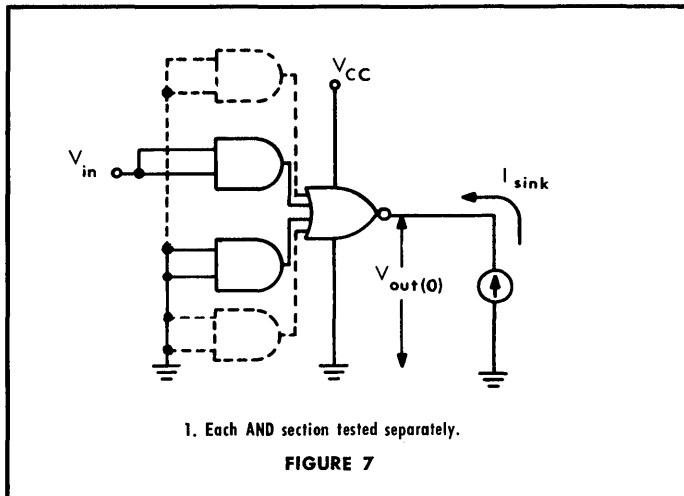 V_CC
V_in
I_sink
V_out(0)
1. Each AND section tested separately.
FIGURE 7